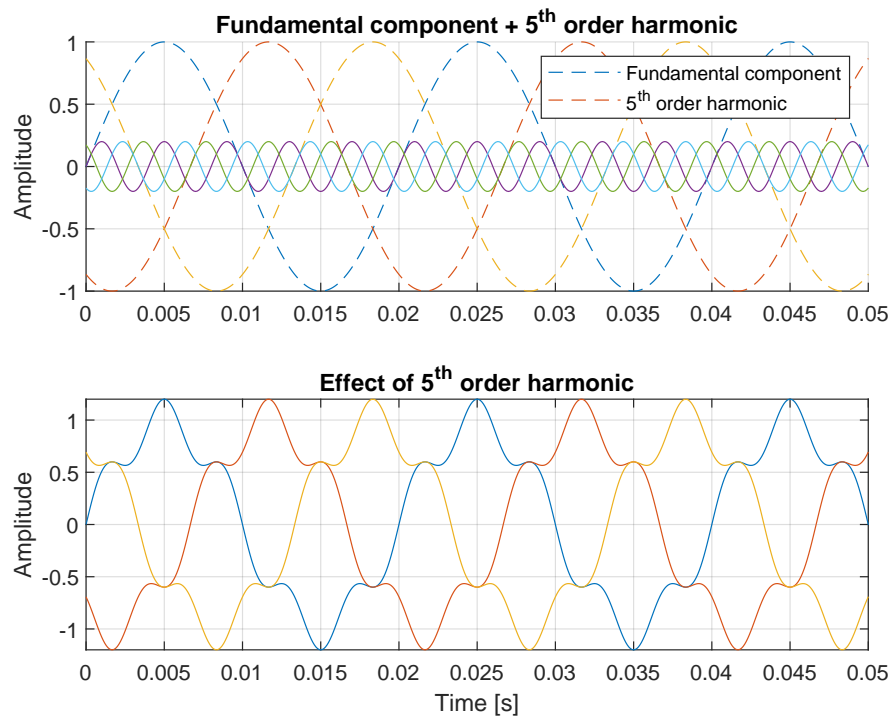 Fundamental component + 5th order harmonic
1
0.5
0
-0.5
-1
Amplitude
Fundamental component
5th order harmonic
0 0.005 0.01 0.015 0.02 0.025 0.03 0.035 0.04 0.045 0.05
Effect of 5th order harmonic
1
0.5
0
-0.5
-1
Amplitude
0 0.005 0.01 0.015 0.02 0.025 0.03 0.035 0.04 0.045 0.05
Time [s]